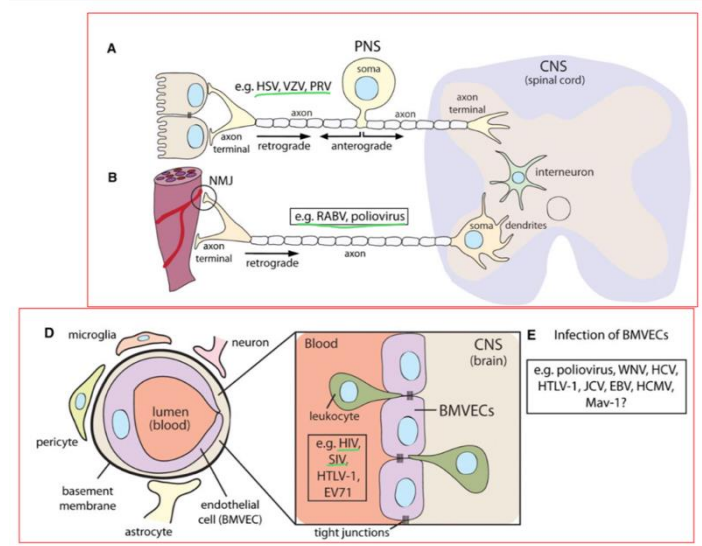 A
PNS
soma
e.g. HSV, VZV, PRV
axon
axon
axon
terminal
axon
terminal
retrograde
anterograde
CNS
(spinal cord)
interneuron
B
NMJ
e.g. RABV, poliovirus
axon
terminal
retrograde
axon
soma
dendrites
D
microglia
neuron
lumen
(blood)
pericyte
basement
membrane
astrocyte
endothelial
cell (BMVEC)
Blood
CNS
(brain)
leukocyte
BMVECs
e.g. HIV,
SIV,
HTLV-1,
EV71
tight junctions
E Infection of BMVECs
e.g. poliovirus, WNV, HCV,
HTLV-1, JCV, EBV, HCMV,
Mav-1?